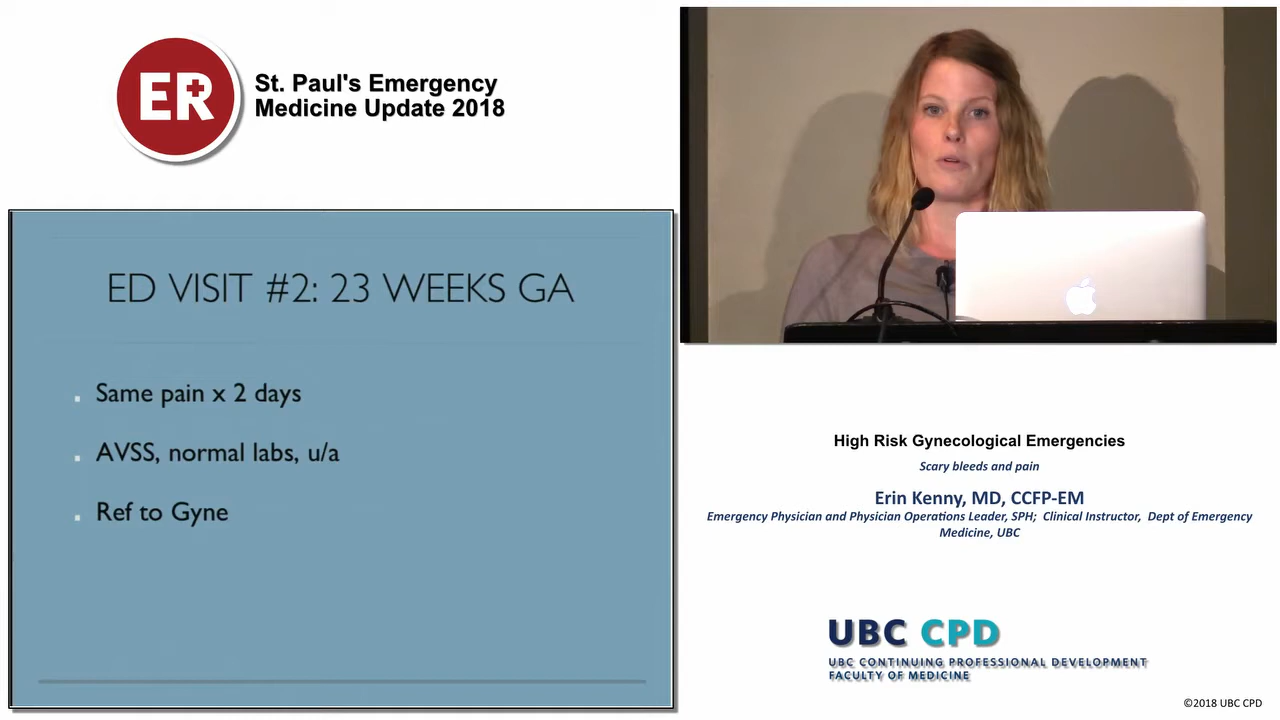 ER
St. Paul's Emergency
Medicine Update 2018
ED VISIT #2: 23 WEEKS GA
Same pain x 2 days
AVSS, normal labs, u/a
Ref to Gyne
High Risk Gynecological Emergencies
Scary bleeds and pain
Erin Kenny, MD, CCFP-EM
Emergency Physician and Physician Operations Leader, SPH; Clinical Instructor, Dept of Emergency
Medicine, UBC
UBC CPD
UBC CONTINUING PROFESSIONAL DEVELOPMENT
FACULTY OF MEDICINE
©2018 UBC CPD